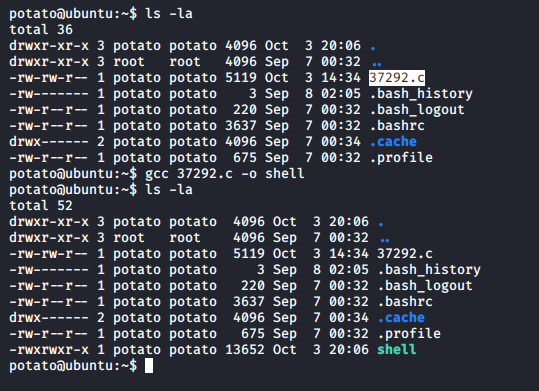 potato@ubuntu:~$ ls -la
total 36
drwxr-xr-x 3 potato potato 4096 Oct  3 20:06 .
drwxr-xr-x 3 root   root   4096 Sep  7 00:32 ..
-rw-rw-r-- 1 potato potato 5119 Oct  3 14:34 37292.c
-rw------- 1 potato potato    3 Sep  8 02:05 .bash_history
-rw-r--r-- 1 potato potato  220 Sep  7 00:32 .bash_logout
-rw-r--r-- 1 potato potato 3637 Sep  7 00:32 .bashrc
drwx------ 2 potato potato 4096 Sep  7 00:34 .cache
-rw-r--r-- 1 potato potato  675 Sep  7 00:32 .profile
potato@ubuntu:~$ gcc 37292.c -o shell
potato@ubuntu:~$ ls -la
total 52
drwxr-xr-x 3 potato potato  4096 Oct  3 20:06 .
drwxr-xr-x 3 root   root    4096 Sep  7 00:32 ..
-rw-rw-r-- 1 potato potato  5119 Oct  3 14:34 37292.c
-rw------- 1 potato potato     3 Sep  8 02:05 .bash_history
-rw-r--r-- 1 potato potato   220 Sep  7 00:32 .bash_logout
-rw-r--r-- 1 potato potato  3637 Sep  7 00:32 .bashrc
drwx------ 2 potato potato  4096 Sep  7 00:34 .cache
-rw-r--r-- 1 potato potato   675 Sep  7 00:32 .profile
-rwxrwxr-x 1 potato potato 13652 Oct  3 20:06 shell
potato@ubuntu:~$